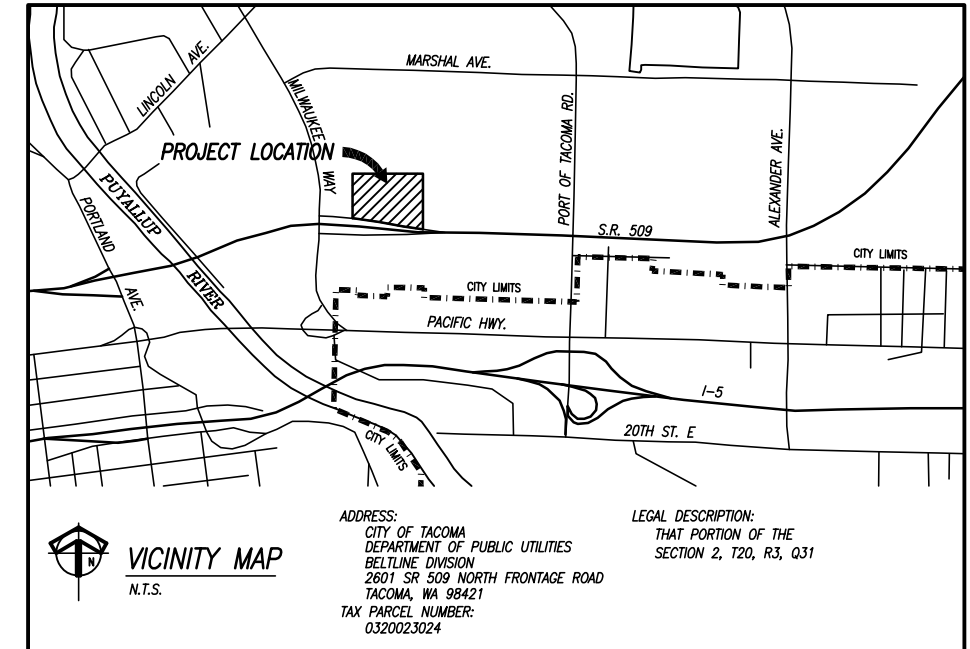 MARSHAL AVE.
LINCOLN AVE.
MILWAUKEE WAY
PORT OF TACOMA RD.
ALEXANDER AVE.
PROJECT LOCATION
PUYALLUP RIVER
PORTLAND AVE.
S.R. 509
CITY LIMITS
CITY LIMITS
PACIFIC HWY.
I-5
20TH ST. E
CITY LIMITS
VICINITY MAP
N
N.T.S.
ADDRESS:
CITY OF TACOMA
DEPARTMENT OF PUBLIC UTILITIES
BELTLINE DIVISION
2601 SR 509 NORTH FRONTAGE ROAD
TACOMA, WA 98421
TAX PARCEL NUMBER:
0320023024
LEGAL DESCRIPTION:
THAT PORTION OF THE
SECTION 2, T20, R3, Q31